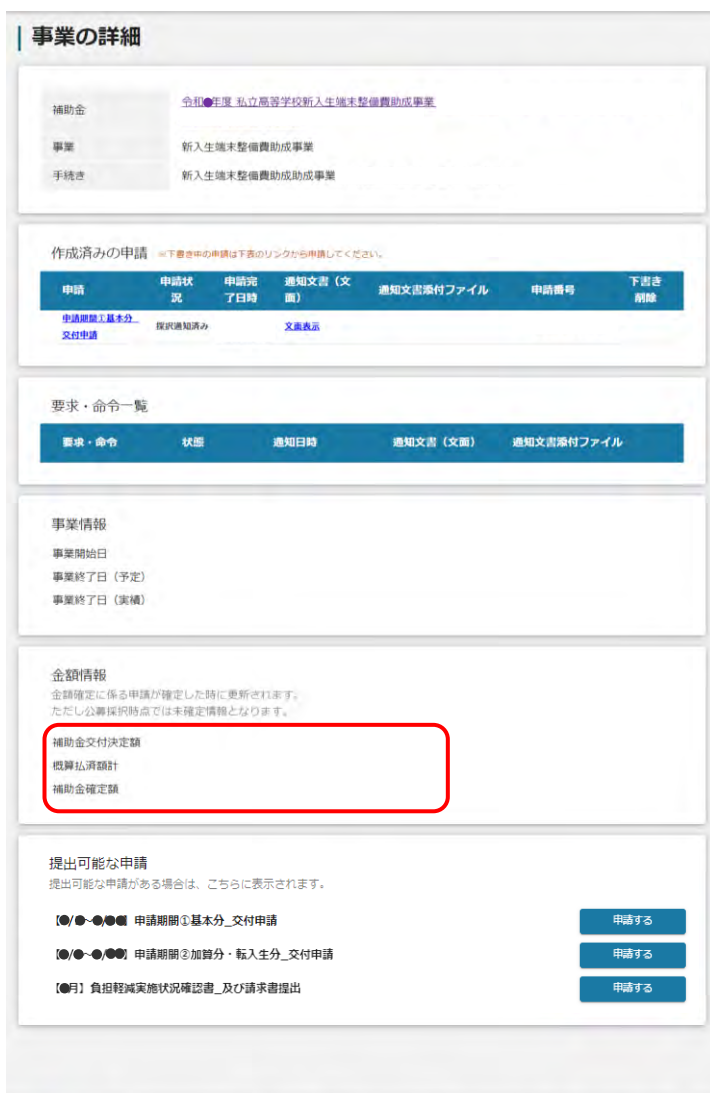 事業の詳細
補助金
令和●年度 私立高等学校新入生端末整備費助成事業
事業
新入生端末整備費助成事業
手続き
新入生端末整備費助成助成事業
作成済みの申請 ※下書き中の申請は下表のリンクから申請してください。
申請 申請状況 申請完了日時 通知文書（文面） 通知文書添付ファイル 申請番号 下書き削除
申請期間①基本分_交付申請 採択通知済み 文面表示
要求・命令一覧
要求・命令 状態 通知日時 通知文書（文面） 通知文書添付ファイル
事業情報
事業開始日
事業終了日（予定）
事業終了日（実績）
金額情報
金額確定に係る申請が確定した時に更新されます。
ただし公募採択時点では未確定情報となります。
補助金交付決定額
概算払済額計
補助金確定額
提出可能な申請
提出可能な申請がある場合は、こちらに表示されます。
【●/●~●/●●】申請期間①基本分_交付申請 申請する
【●/●~●/●●】申請期間②加算分・転入生分_交付申請 申請する
【●月】負担軽減実施状況確認書_及び請求書提出 申請する